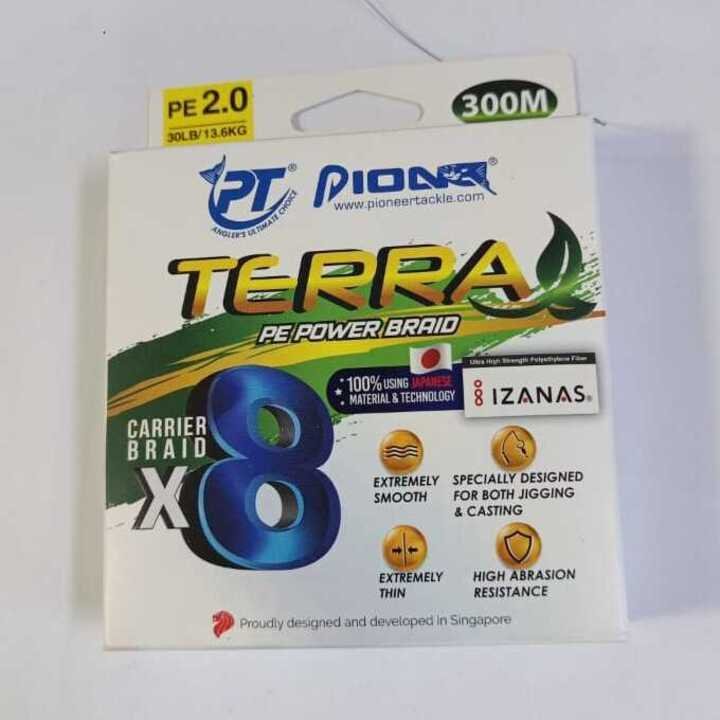 PE 2.0
30LB/13.6KG
300M
PT®
ANGLER'S ULTIMATE CHOICE
PIONEER®
www.pioneertackle.com
TERRA
PE POWER BRAID
100% USING JAPANESE
MATERIAL & TECHNOLOGY
Ultra High Strength Polyethylene Fiber
IZANAS®
CARRIER
BRAID
X8
EXTREMELY
SMOOTH
SPECIALLY DESIGNED
FOR BOTH JIGGING
& CASTING
EXTREMELY
THIN
HIGH ABRASION
RESISTANCE
Proudly designed and developed in Singapore